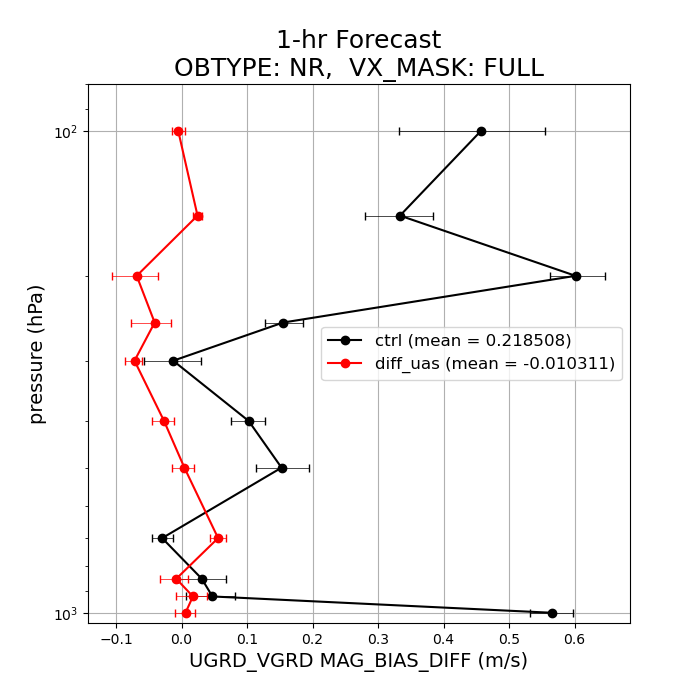 1-hr Forecast
OBTYPE: NR,  VX_MASK: FULL
10²
10³
pressure (hPa)
ctrl (mean = 0.218508)
diff_uas (mean = -0.010311)
−0.1 0.0 0.1 0.2 0.3 0.4 0.5 0.6
UGRD_VGRD MAG_BIAS_DIFF (m/s)